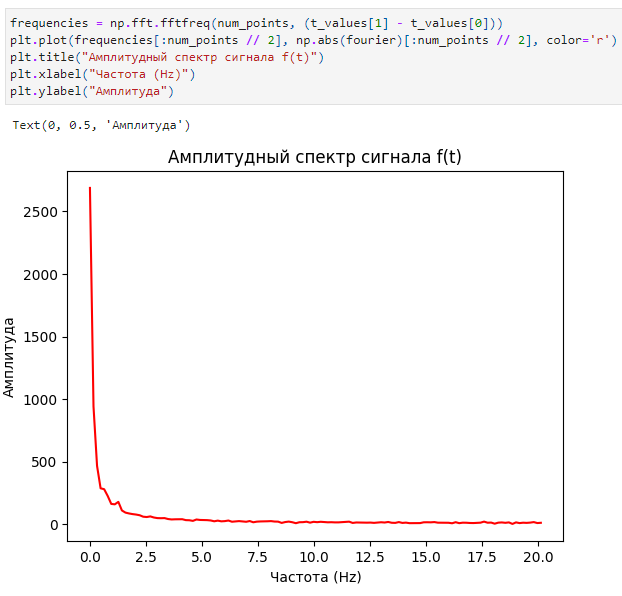 frequencies = np.fft.fftfreq(num_points, (t_values[1] - t_values[0]))
plt.plot(frequencies[:num_points // 2], np.abs(fourier)[:num_points // 2], color='r')
plt.title("Амплитудный спектр сигнала f(t)")
plt.xlabel("Частота (Hz)")
plt.ylabel("Амплитуда")
Text(0, 0.5, 'Амплитуда')
Амплитудный спектр сигнала f(t)
Амплитуда
2500
2000
1500
1000
500
0
0.0 2.5 5.0 7.5 10.0 12.5 15.0 17.5 20.0
Частота (Hz)